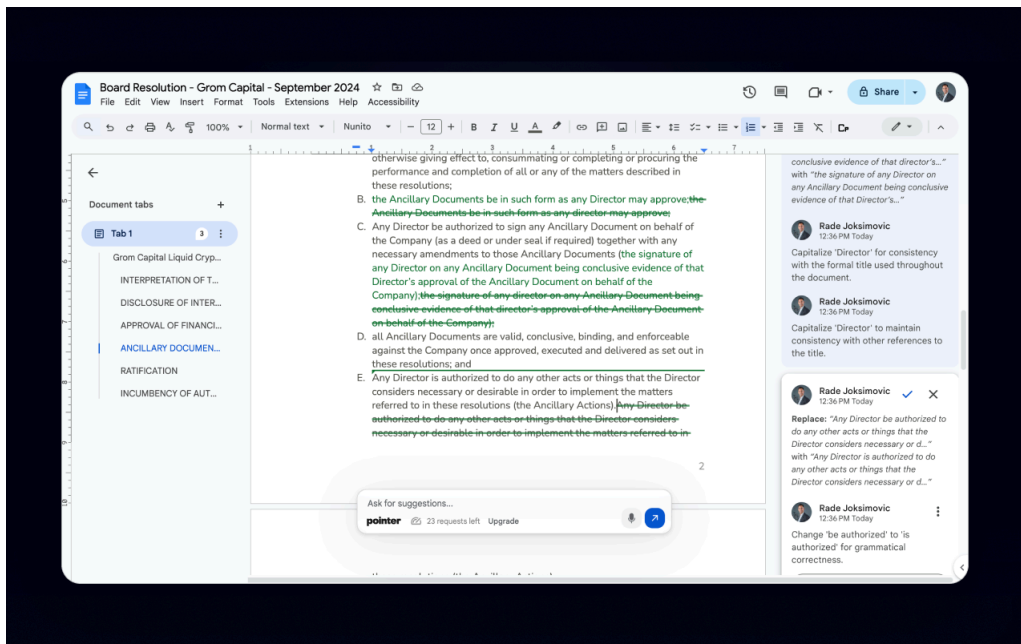 Board Resolution - Grom Capital - September 2024
File Edit View Insert Format Tools Extensions Help Accessibility
Share
100% Normal text Nunito 12
1 2 3 4 5 6 7
Document tabs
Tab 1
3
Grom Capital Liquid Cryp...
INTERPRETATION OF T...
DISCLOSURE OF INTER...
APPROVAL OF FINANCI...
ANCILLARY DOCUMEN...
RATIFICATION
INCUMBENCY OF AUT...
otherwise giving effect to, consummating or completing or procuring the
performance and completion of all or any of the matters described in
these resolutions;
B. the Ancillary Documents be in such form as any Director may approve;the
Ancillary Documents be in such form as any director may approve;
C. Any Director be authorized to sign any Ancillary Document on behalf of
the Company (as a deed or under seal if required) together with any
necessary amendments to those Ancillary Documents (the signature of
any Director on any Ancillary Document being conclusive evidence of that
Director's approval of the Ancillary Document on behalf of the
Company);the signature of any director on any Ancillary Document being
conclusive evidence of that director's approval of the Ancillary Document
on behalf of the Company);
D. all Ancillary Documents are valid, conclusive, binding, and enforceable
against the Company once approved, executed and delivered as set out in
these resolutions; and
E. Any Director is authorized to do any other acts or things that the Director
considers necessary or desirable in order to implement the matters
referred to in these resolutions (the Ancillary Actions).Any Director be
authorized to do any other acts or things that the Director considers
necessary or desirable in order to implement the matters referred to in
2
Ask for suggestions...
pointer 23 requests left Upgrade
conclusive evidence of that director's..."
with "the signature of any Director on
any Ancillary Document being conclusive
evidence of that Director's..."
Rade Joksimovic
12:36 PM Today
Capitalize 'Director' for consistency
with the formal title used throughout
the document.
Rade Joksimovic
12:36 PM Today
Capitalize 'Director' to maintain
consistency with other references to
the title.
Rade Joksimovic
12:36 PM Today
Replace: "Any Director be authorized to
do any other acts or things that the
Director considers necessary or d..."
with "Any Director is authorized to do
any other acts or things that the
Director considers necessary or d..."
Rade Joksimovic
12:36 PM Today
Change 'be authorized' to 'is
authorized' for grammatical
correctness.